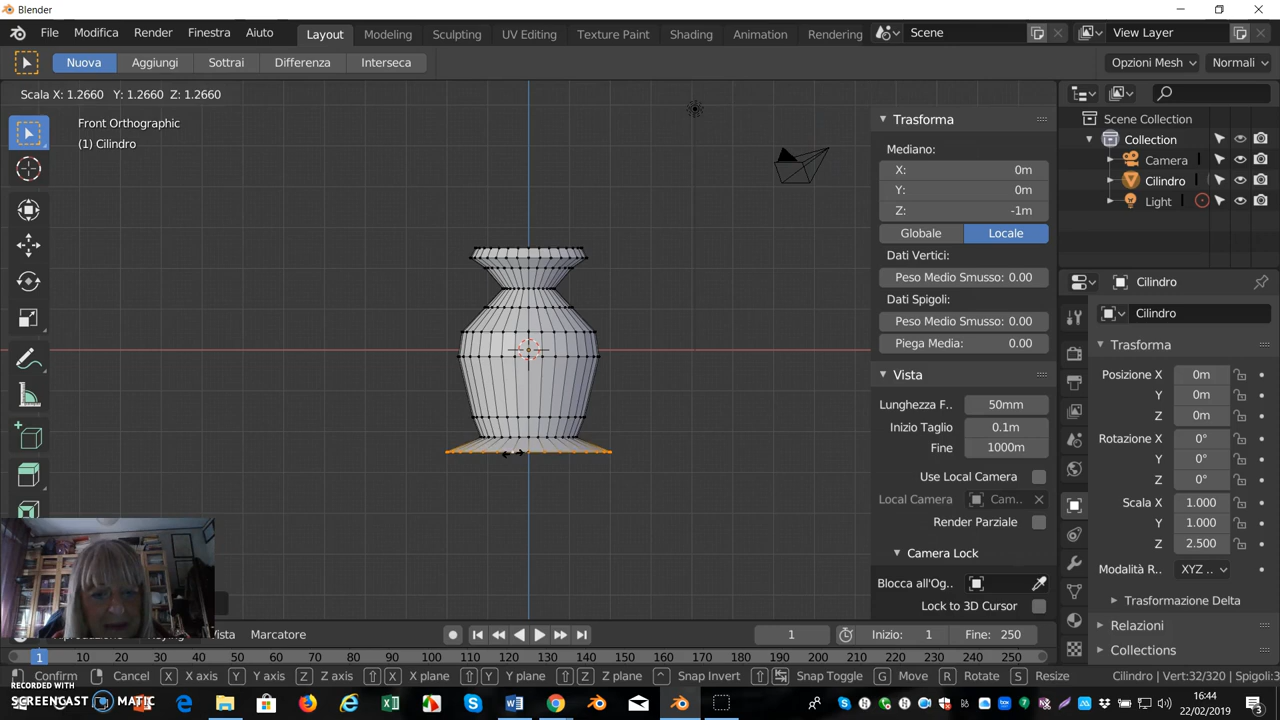 Blender
File Modifica Render Finestra Aiuto Layout Modeling Sculpting UV Editing Texture Paint Shading Animation Rendering Scene View Layer
Nuova Aggiungi Sottrai Differenza Interseca Opzioni Mesh Normali
Scala X: 1.2660 Y: 1.2660 Z: 1.2660
Front Orthographic
(1) Cilindro
Trasforma
Mediano:
X: 0m
Y: 0m
Z: -1m
Globale Locale
Dati Vertici:
Peso Medio Smusso: 0.00
Dati Spigoli:
Peso Medio Smusso: 0.00
Piega Media: 0.00
Vista
Lunghezza F.. 50mm
Inizio Taglio 0.1m
Fine 1000m
Use Local Camera
Local Camera Cam..
Render Parziale
Camera Lock
Blocca all'Og..
Lock to 3D Cursor
Scene Collection
Collection
Camera
Cilindro
Light
Cilindro
Cilindro
Trasforma
Posizione X 0m
Y 0m
Z 0m
Rotazione X 0°
Y 0°
Z 0°
Scala X 1.000
Y 1.000
Z 2.500
Modalità R.. XYZ ..
Trasformazione Delta
Relazioni
Collections
Marcatore 1 Inizio: 1 Fine: 250
1 10 20 30 40 50 60 70 80 90 100 110 120 130 140 150 160 170 180 190 200 210 220 230 240 250
Confirm Cancel X X axis Y Y axis Z Z axis X X plane Y Y plane Z Z plane Snap Invert Snap Toggle G Move R Rotate S Resize Cilindro | Vert:32/320 | Spigoli:3
RECORDED WITH
SCREENCAST MATIC
16:44
22/02/2019